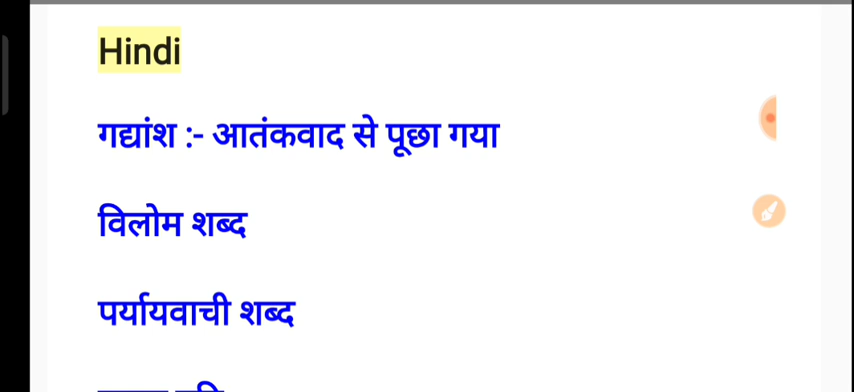 Hindi
गद्यांश :- आतंकवाद से पूछा गया
विलोम शब्द
पर्यायवाची शब्द